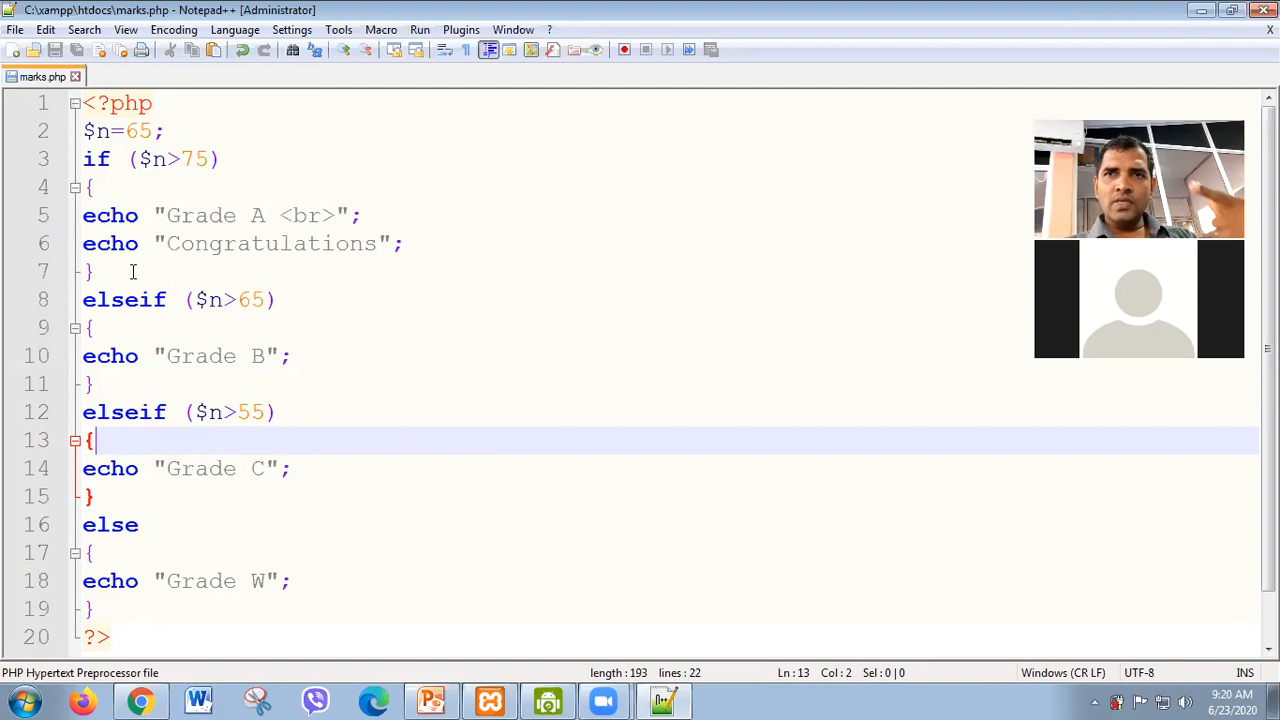 C:\xampp\htdocs\marks.php - Notepad++ [Administrator]
File Edit Search View Encoding Language Settings Tools Macro Run Plugins Window ? X
marks.php
1 <?php
2 $n=65;
3 if ($n>75)
4 {
5 echo "Grade A <br>";
6 echo "Congratulations";
7 }
8 elseif ($n>65)
9 {
10 echo "Grade B";
11 }
12 elseif ($n>55)
13 {
14 echo "Grade C";
15 }
16 else
17 {
18 echo "Grade W";
19 }
20 ?>
PHP Hypertext Preprocessor file length : 193 lines : 22 Ln : 13 Col : 2 Sel : 0 | 0 Windows (CR LF) UTF-8 INS
9:20 AM
6/23/2020